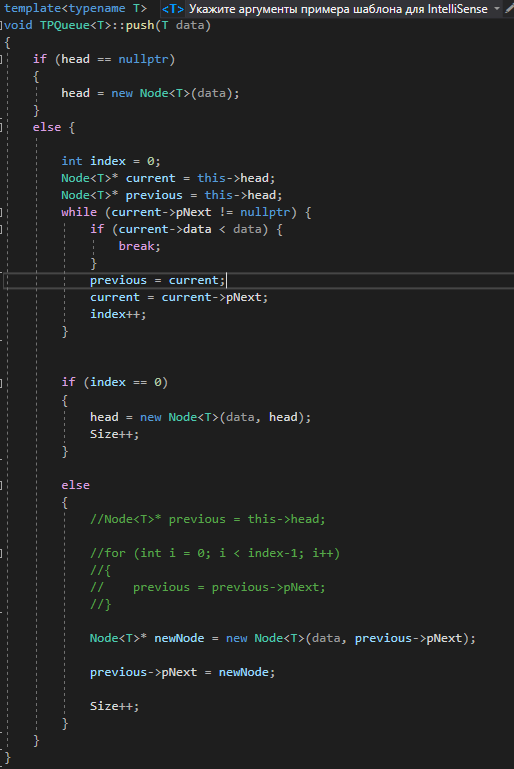 template<typename T> <T> Укажите аргументы примера шаблона для IntelliSense
void TPQueue<T>::push(T data)
{
    if (head == nullptr)
    {
        head = new Node<T>(data);
    }
    else {
        int index = 0;
        Node<T>* current = this->head;
        Node<T>* previous = this->head;
        while (current->pNext != nullptr) {
            if (current->data < data) {
                break;
            }
            previous = current;
            current = current->pNext;
            index++;
        }
        if (index == 0)
        {
            head = new Node<T>(data, head);
            Size++;
        }
        else
        {
            //Node<T>* previous = this->head;
            //for (int i = 0; i < index-1; i++)
            //{
            //    previous = previous->pNext;
            //}
            Node<T>* newNode = new Node<T>(data, previous->pNext);
            previous->pNext = newNode;
            Size++;
        }
    }
}